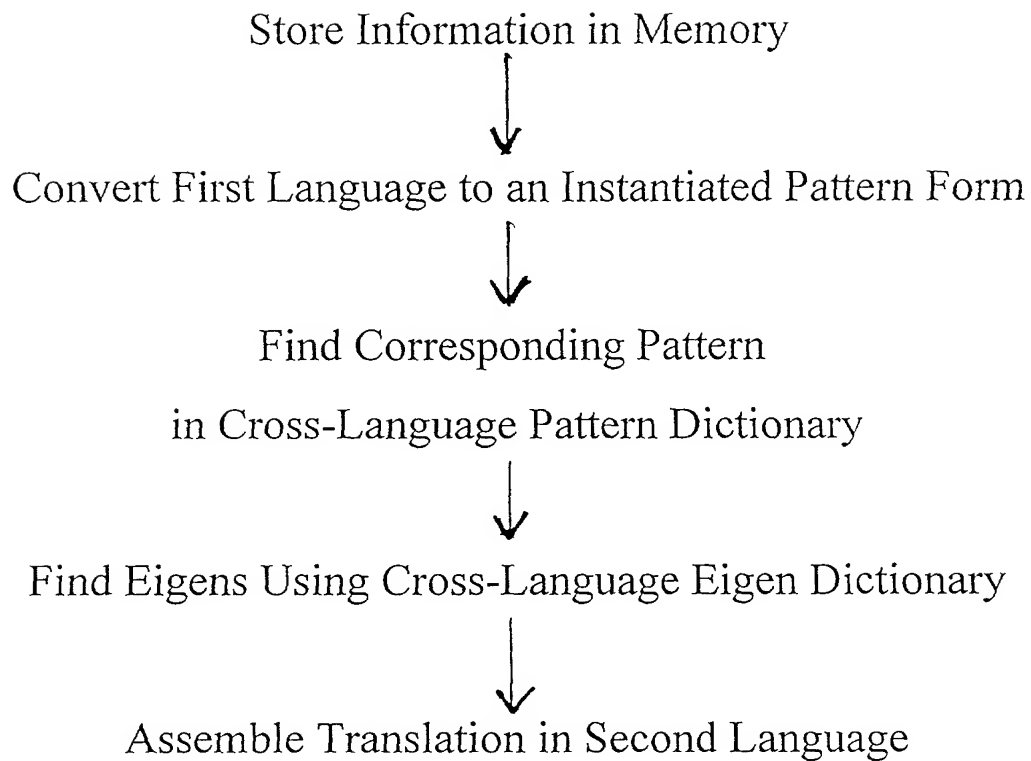 Store Information in Memory
Convert First Language to an Instantiated Pattern Form
Find Corresponding Pattern
in Cross-Language Pattern Dictionary
Find Eigens Using Cross-Language Eigen Dictionary
Assemble Translation in Second Language